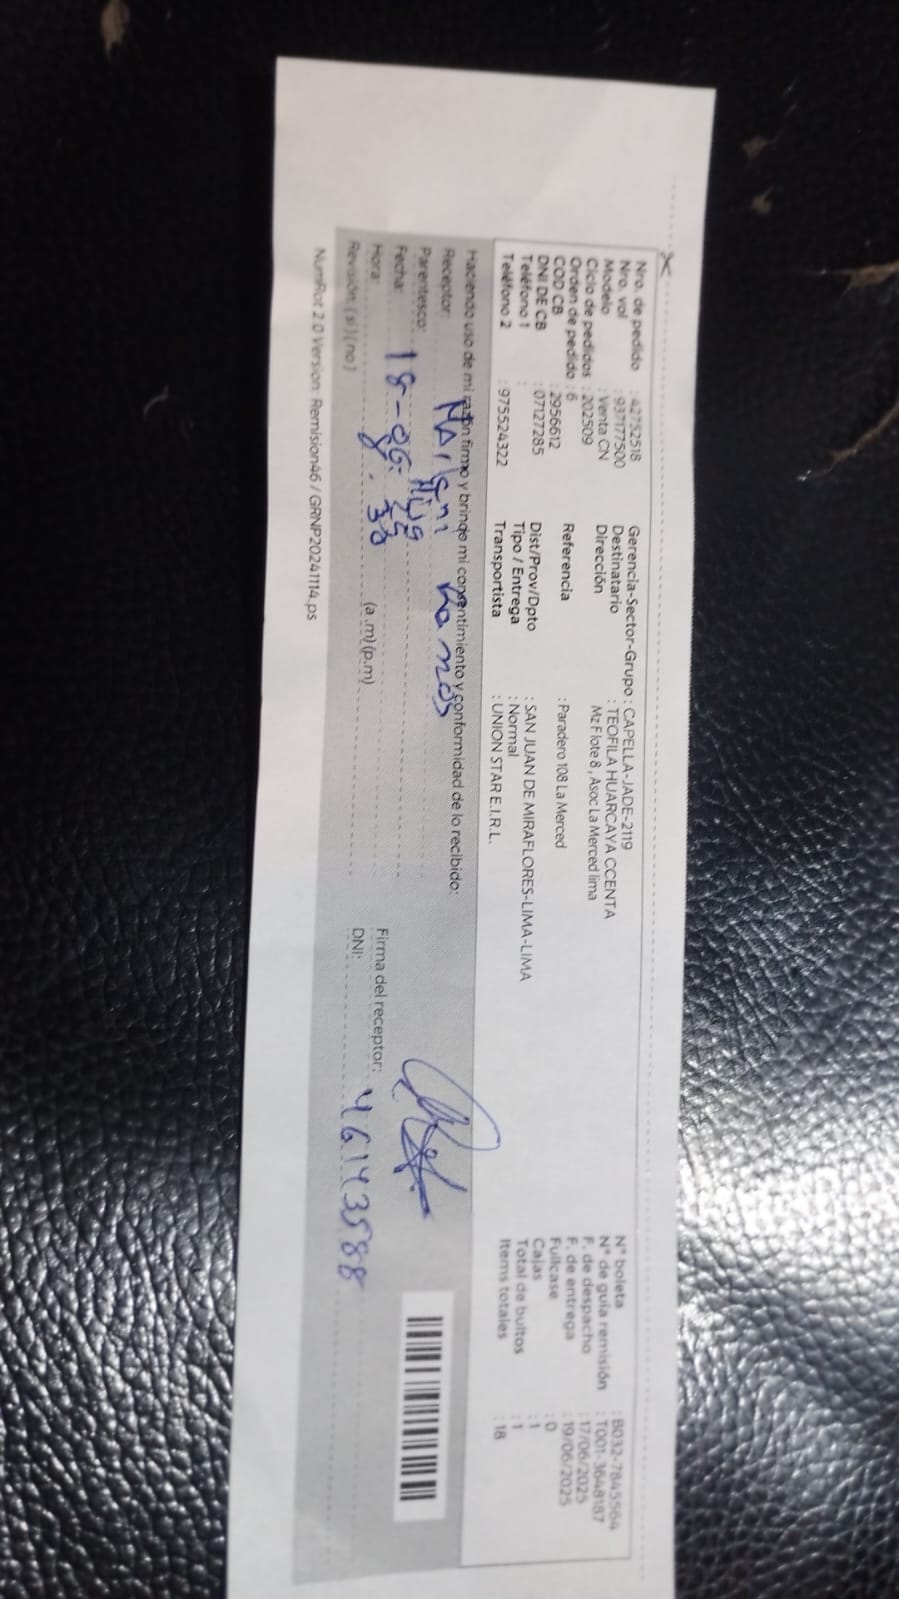 Nro. de pedido : 42752518
Nro. vol : 937177500
Modelo : Venta CN
Ciclo de pedidos : 202509
Orden de pedido : 6
COD CB : 2956612
DNI DE CB : 07127285
Teléfono 1 :
Teléfono 2 : 975524322
Gerencia-Sector-Grupo : CAPELLA-JADE-2119
Destinatario : TEOFILA HUARCAYA CCENTA
Dirección Mz F lote 8 , Asoc La Merced lima
Referencia : Paradero 108 La Merced
Dist/Prov/Dpto : SAN JUAN DE MIRAFLORES-LIMA-LIMA
Tipo / Entrega : Normal
Transportista : UNION STAR E.I.R.L.
N° boleta : B032-7845564
N° de guía remisión : T001-3648187
F. de despacho : 17/06/2025
F. de entrega : 19/06/2025
Fullcase : 0
Cajas : 1
Total de bultos : 1
Items totales : 18
Haciendo uso de mi razón firmo y brindo mi consentimiento y conformidad de lo recibido:
Receptor: Ramos
Parentesco:
Fecha: 18-06-25
Hora: (a.m)(p.m)
Revisión: (si)(no)
Firma del receptor:
DNI: 46143588
NumRot 2.0 Version: Remision46 / GRNP20241114.ps